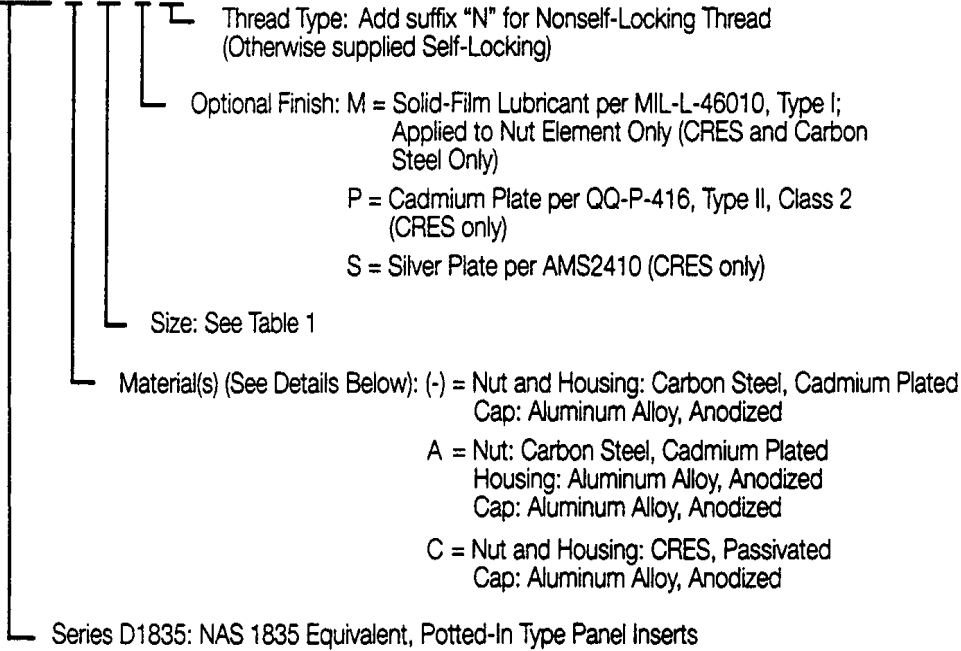 Thread Type: Add suffix "N" for Nonself-Locking Thread
(Otherwise supplied Self-Locking)
Optional Finish: M = Solid-Film Lubricant per MIL-L-46010, Type I;
Applied to Nut Element Only (CRES and Carbon
Steel Only)
P = Cadmium Plate per QQ-P-416, Type II, Class 2
(CRES only)
S = Silver Plate per AMS2410 (CRES only)
Size: See Table 1
Material(s) (See Details Below): (-) = Nut and Housing: Carbon Steel, Cadmium Plated
Cap: Aluminum Alloy, Anodized
A = Nut: Carbon Steel, Cadmium Plated
Housing: Aluminum Alloy, Anodized
Cap: Aluminum Alloy, Anodized
C = Nut and Housing: CRES, Passivated
Cap: Aluminum Alloy, Anodized
Series D1835: NAS 1835 Equivalent, Potted-In Type Panel Inserts